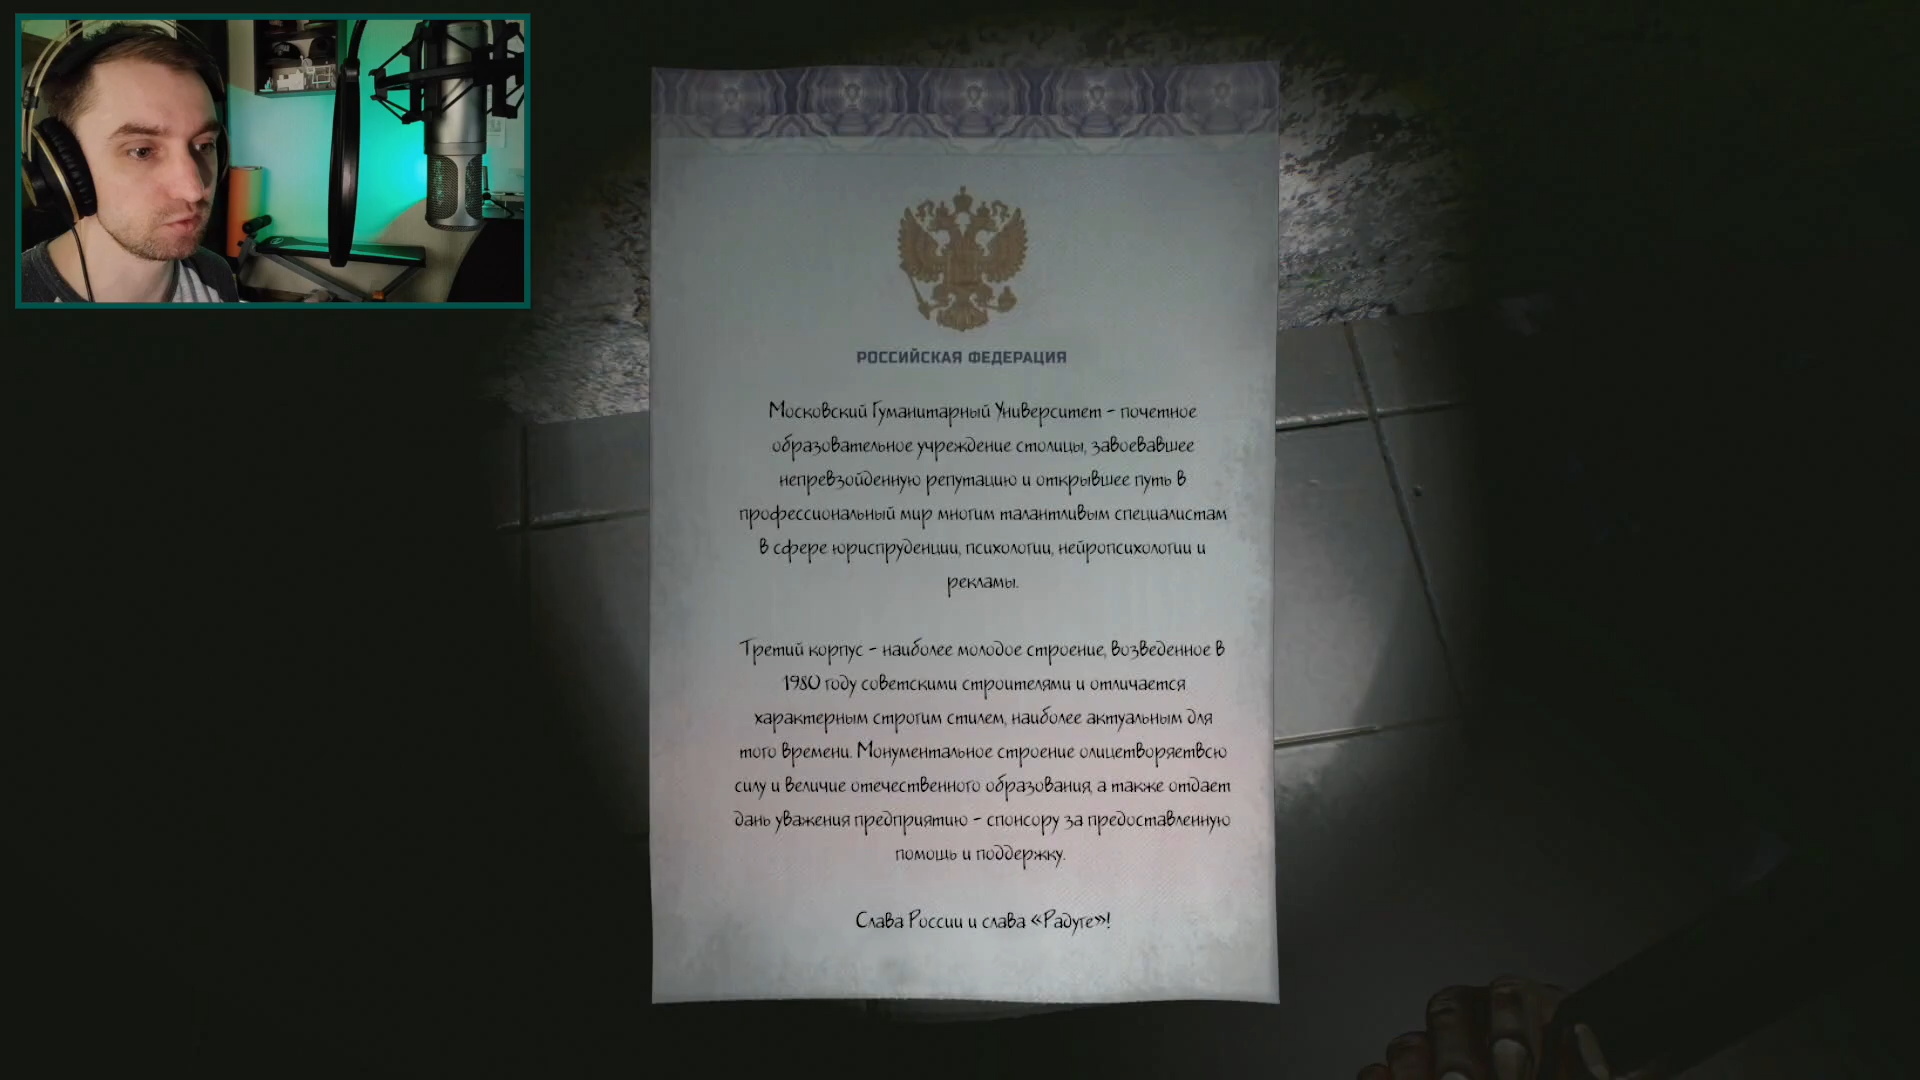 РОССИЙСКАЯ ФЕДЕРАЦИЯ
Московский Гуманитарный Университет - почетное
образовательное учреждение столицы, завоевавшее
непревзойденную репутацию и открывшее путь в
профессиональный мир многим талантливым специалистам
в сфере юриспруденции, психологии, нейропсихологии и
рекламы.
Третий корпус - наиболее молодое строение, возведенное в
1980 году советскими строителями и отличается
характерным строгим стилем, наиболее актуальным для
того времени. Монументальное строение олицетворяетвсю
силу и величие отечественного образования, а также отдает
дань уважения предприятию - спонсору за предоставленную
помощь и поддержку.
Слава России и слава «Радуге»!